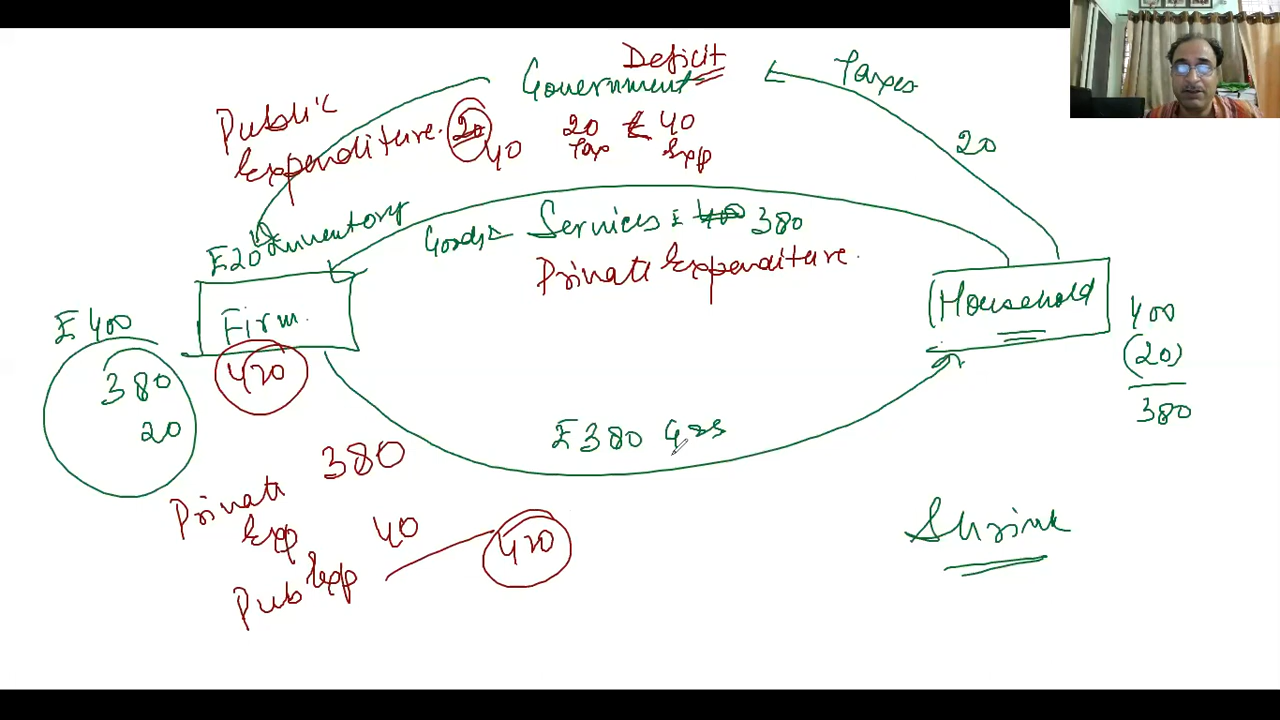 Deficit
Government
Taxes
Public
Expenditure. 20
40
20 < 40
Tax Exp
20
£20 Inventory
Goods & Services = 400 380
Private Expenditure.
Firm.
Household
£400
380
20
420
400
(20)
380
£380 G&S
Private 380
Exp 40
Pub Exp
420
Shrink